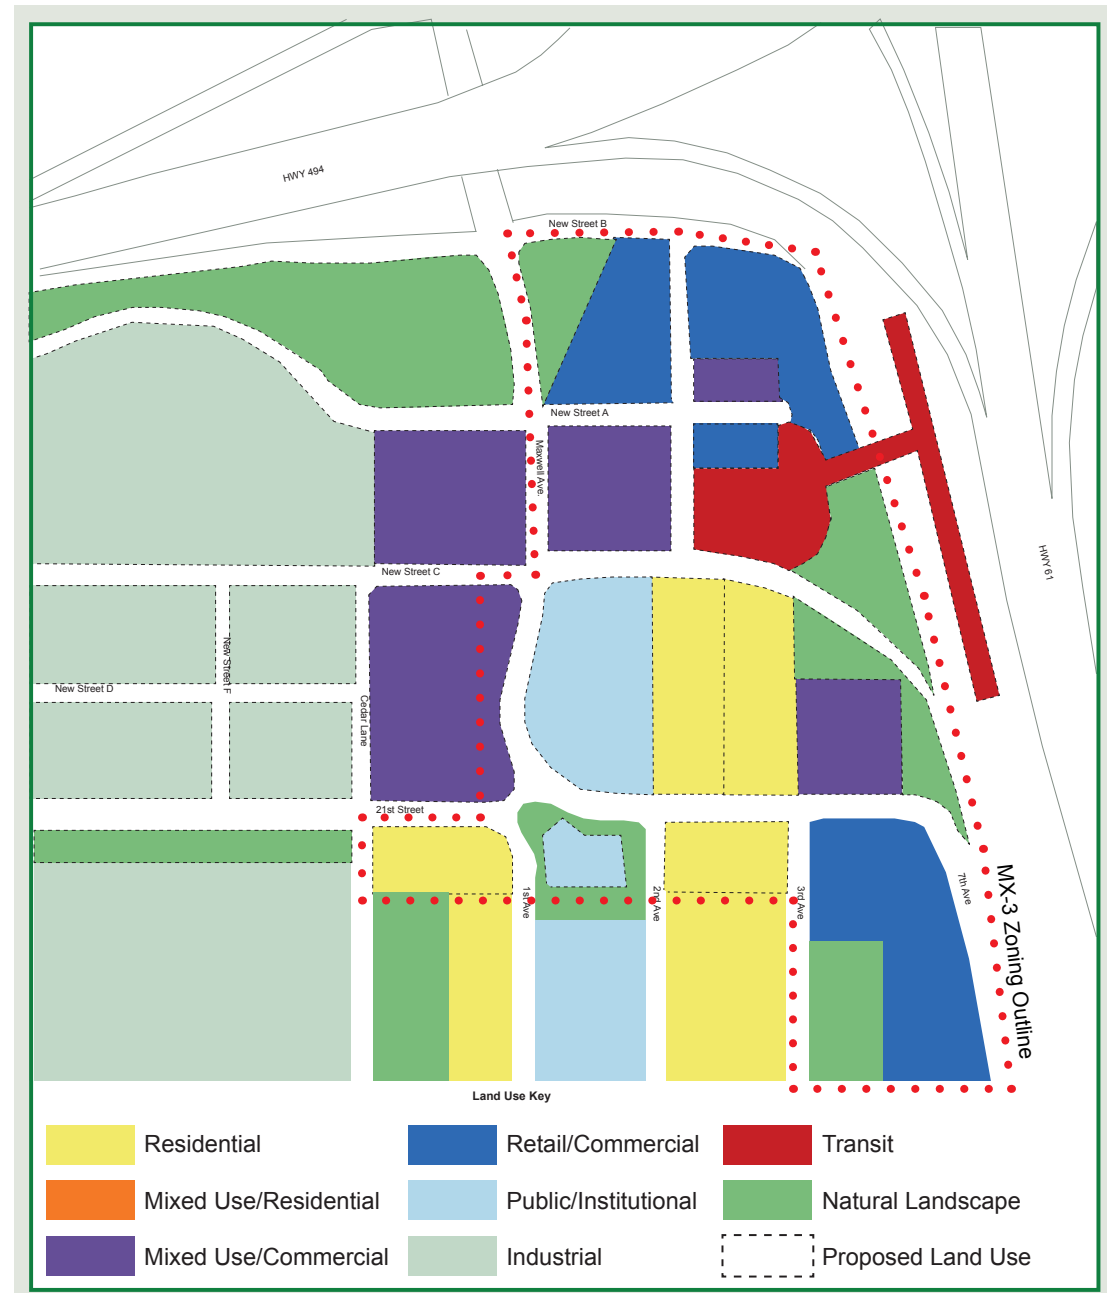 HWY 494
New Street B
New Street A
Maxwell Ave.
HWY 61
New Street C
New Street F
New Street D
Cedar Lane
21st Street
1st Ave
2nd Ave
3rd Ave
7th Ave
MX-3 Zoning Outline
Land Use Key
Residential
Retail/Commercial
Transit
Mixed Use/Residential
Public/Institutional
Natural Landscape
Mixed Use/Commercial
Industrial
Proposed Land Use